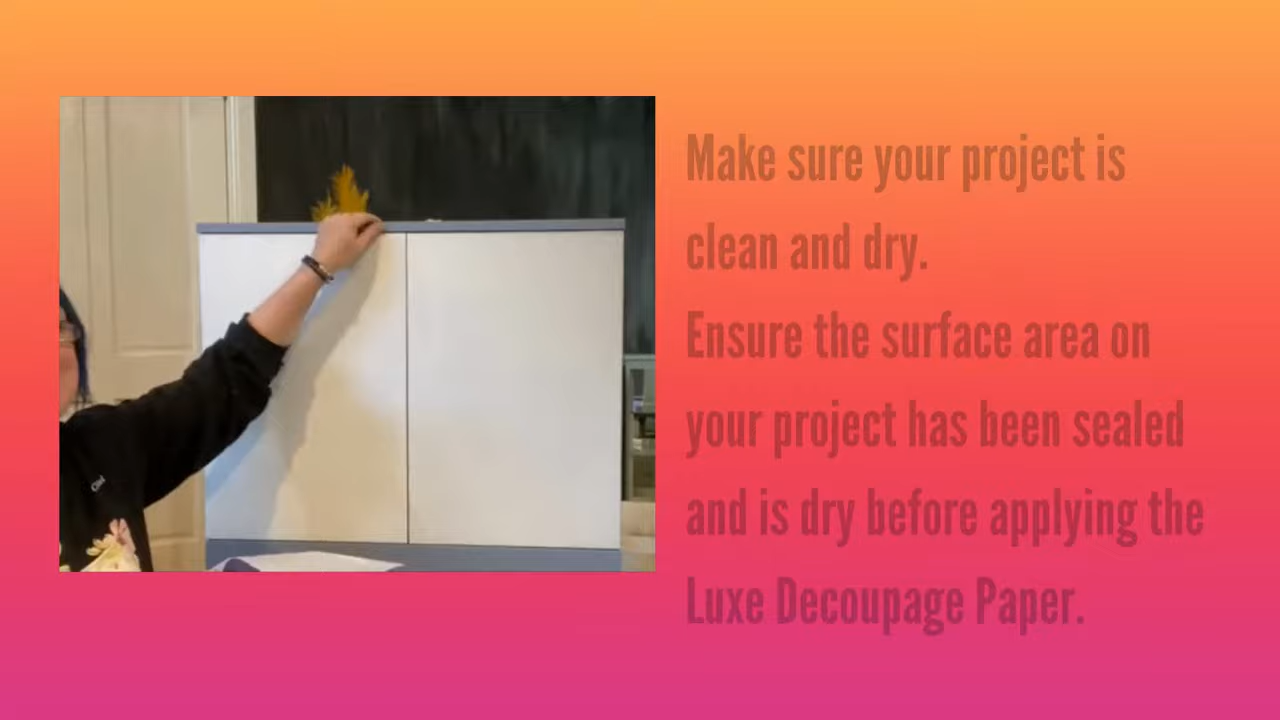 Make sure your project is
clean and dry.
Ensure the surface area on
your project has been sealed
and is dry before applying the
Luxe Decoupage Paper.